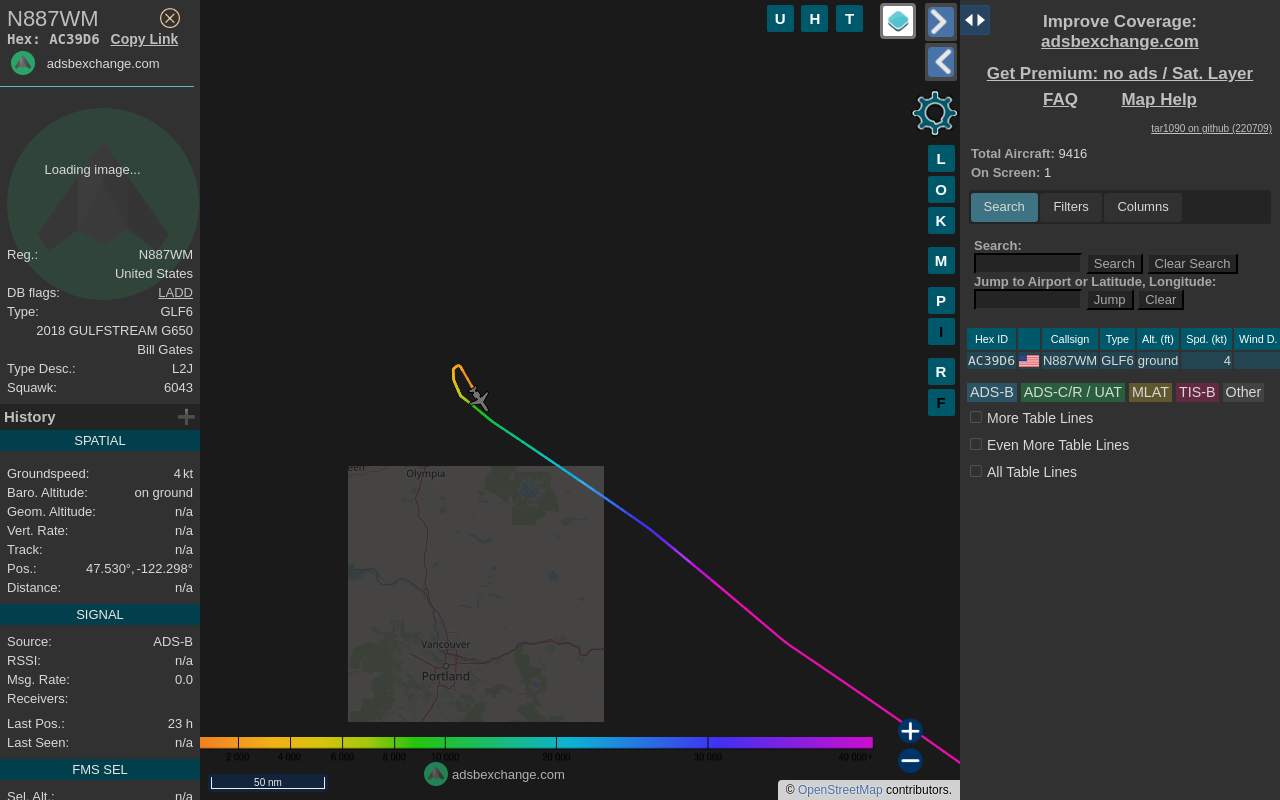 N887WM
Hex: AC39D6 Copy Link
adsbexchange.com
Loading image...
Reg.: N887WM
United States
DB flags: LADD
Type: GLF6
2018 GULFSTREAM G650
Bill Gates
Type Desc.: L2J
Squawk: 6043
History
SPATIAL
Groundspeed: 4 kt
Baro. Altitude: on ground
Geom. Altitude: n/a
Vert. Rate: n/a
Track: n/a
Pos.: 47.530°, -122.298°
Distance: n/a
SIGNAL
Source: ADS-B
RSSI: n/a
Msg. Rate: 0.0
Receivers:
Last Pos.: 23 h
Last Seen: n/a
FMS SEL
Sel. Alt.: n/a
U H T
L
O
K
M
P
I
R
F
Olympia
Vancouver
Portland
2 000 4 000 6 000 8 000 10 000 20 000 30 000 40 000+
50 nm
adsbexchange.com
© OpenStreetMap contributors.
Improve Coverage:
adsbexchange.com
Get Premium: no ads / Sat. Layer
FAQ Map Help
tar1090 on github (220709)
Total Aircraft: 9416
On Screen: 1
Search Filters Columns
Search:
Search Clear Search
Jump to Airport or Latitude, Longitude:
Jump Clear
Hex ID Callsign Type Alt. (ft) Spd. (kt) Wind D.
AC39D6 N887WM GLF6 ground 4
ADS-B ADS-C/R / UAT MLAT TIS-B Other
More Table Lines
Even More Table Lines
All Table Lines